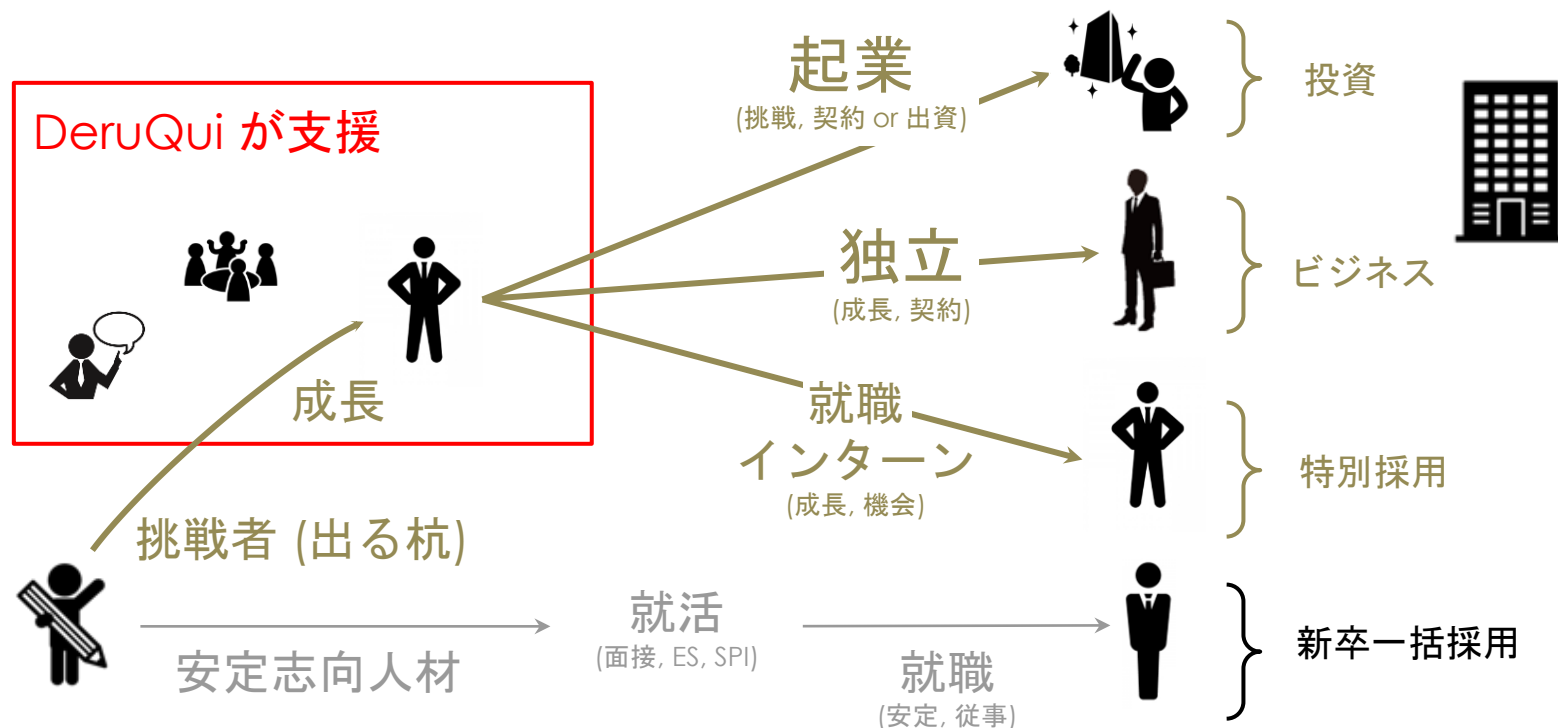 起業
(挑戦, 契約 or 出資)
投資
DeruQui が支援
独立
(成長, 契約)
ビジネス
成長
就職
インターン
(成長, 機会)
特別採用
挑戦者 (出る杭)
安定志向人材
就活
(面接, ES, SPI)
就職
(安定, 従事)
新卒一括採用